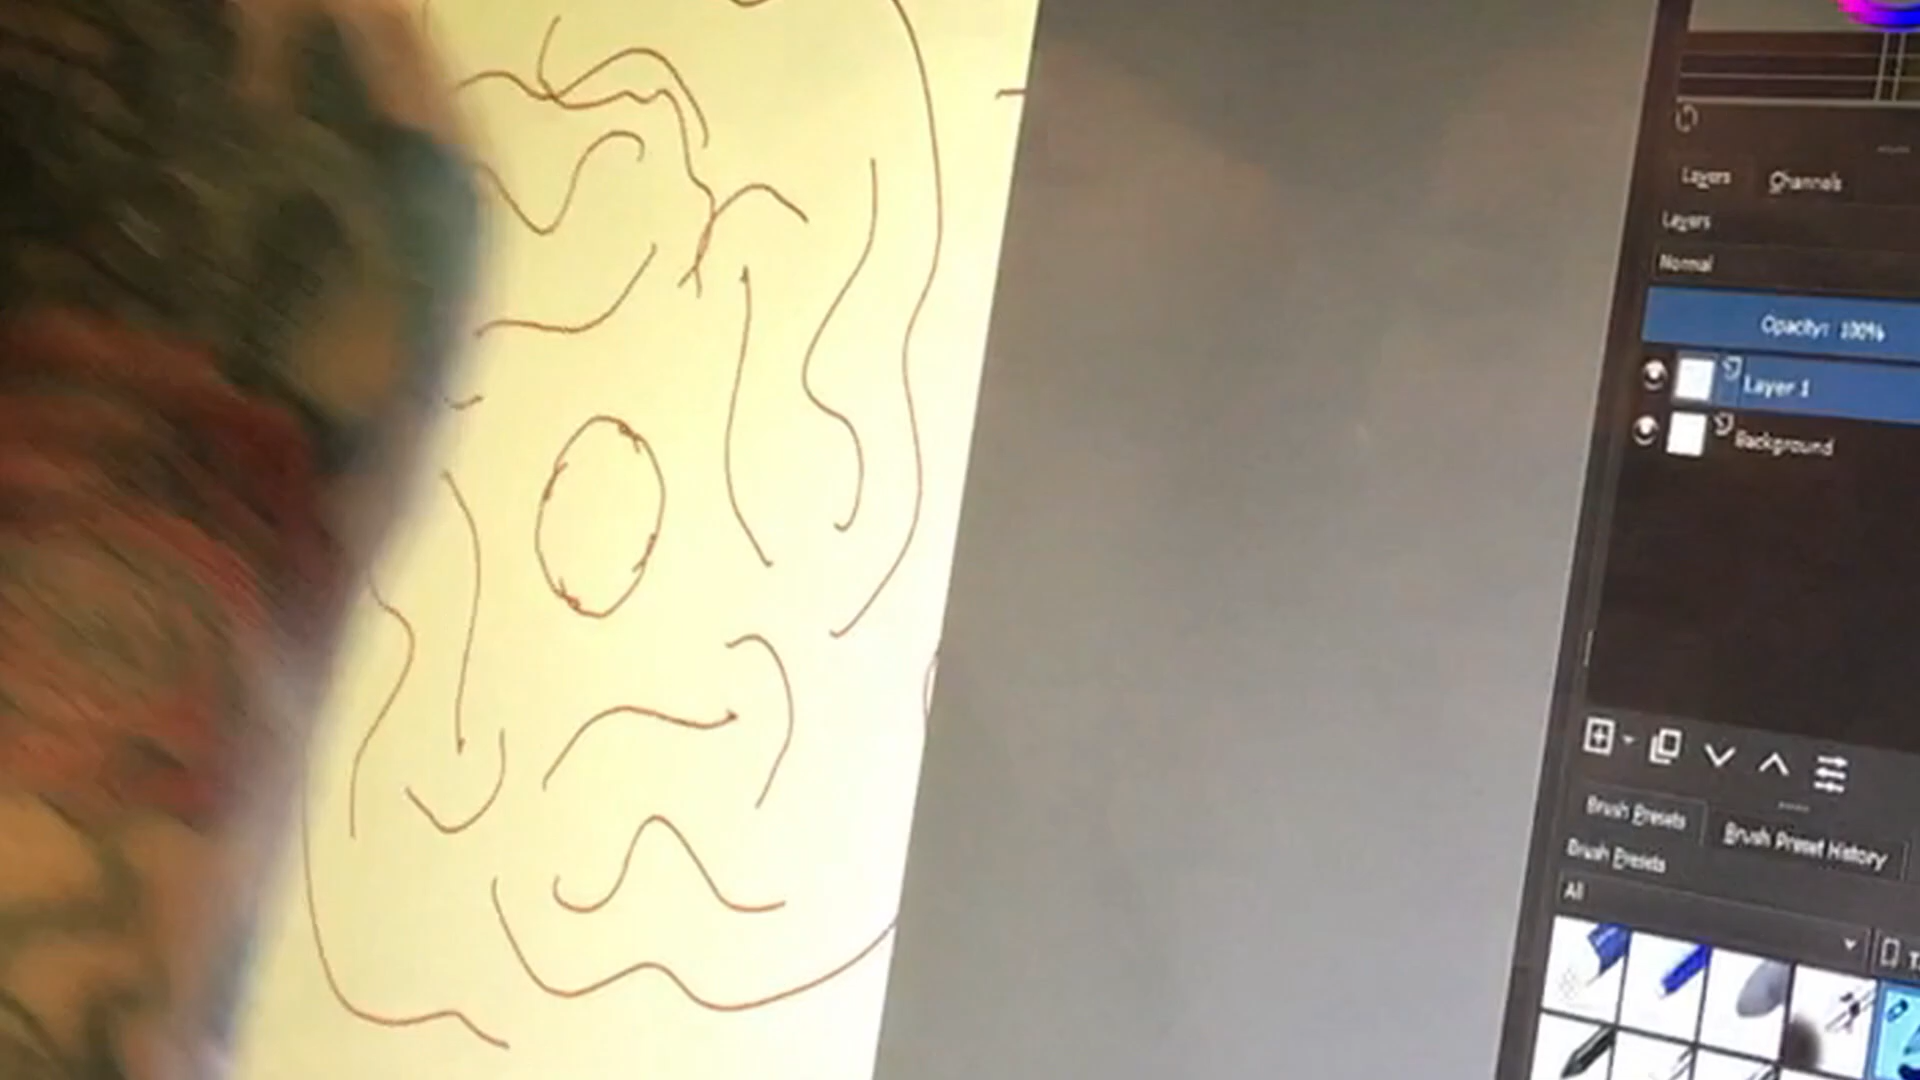 Layers Channels
Layers
Normal
Opacity: 100%
Layer 1
Background
Brush Presets Brush Preset History
Brush Presets
All